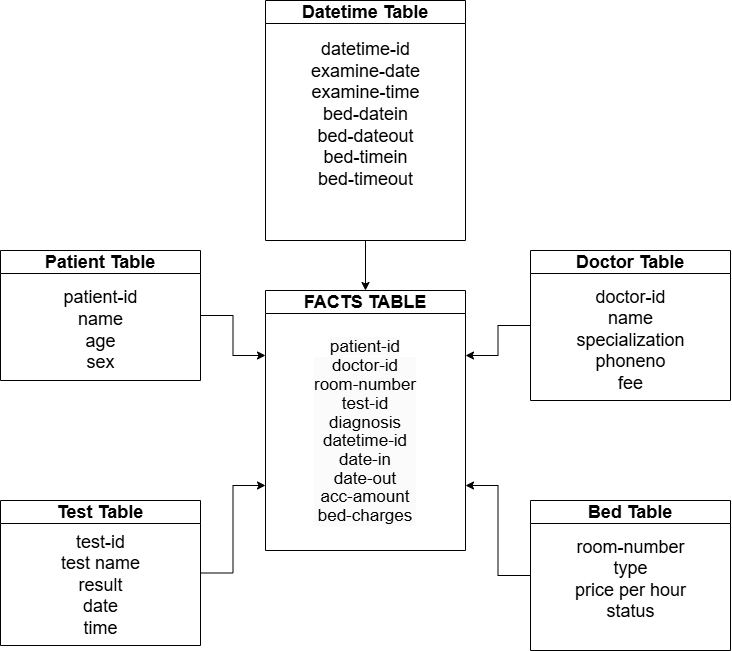 Datetime Table
datetime-id
examine-date
examine-time
bed-datein
bed-dateout
bed-timein
bed-timeout
Patient Table
patient-id
name
age
sex
FACTS TABLE
patient-id
doctor-id
room-number
test-id
diagnosis
datetime-id
date-in
date-out
acc-amount
bed-charges
Doctor Table
doctor-id
name
specialization
phoneno
fee
Test Table
test-id
test name
result
date
time
Bed Table
room-number
type
price per hour
status